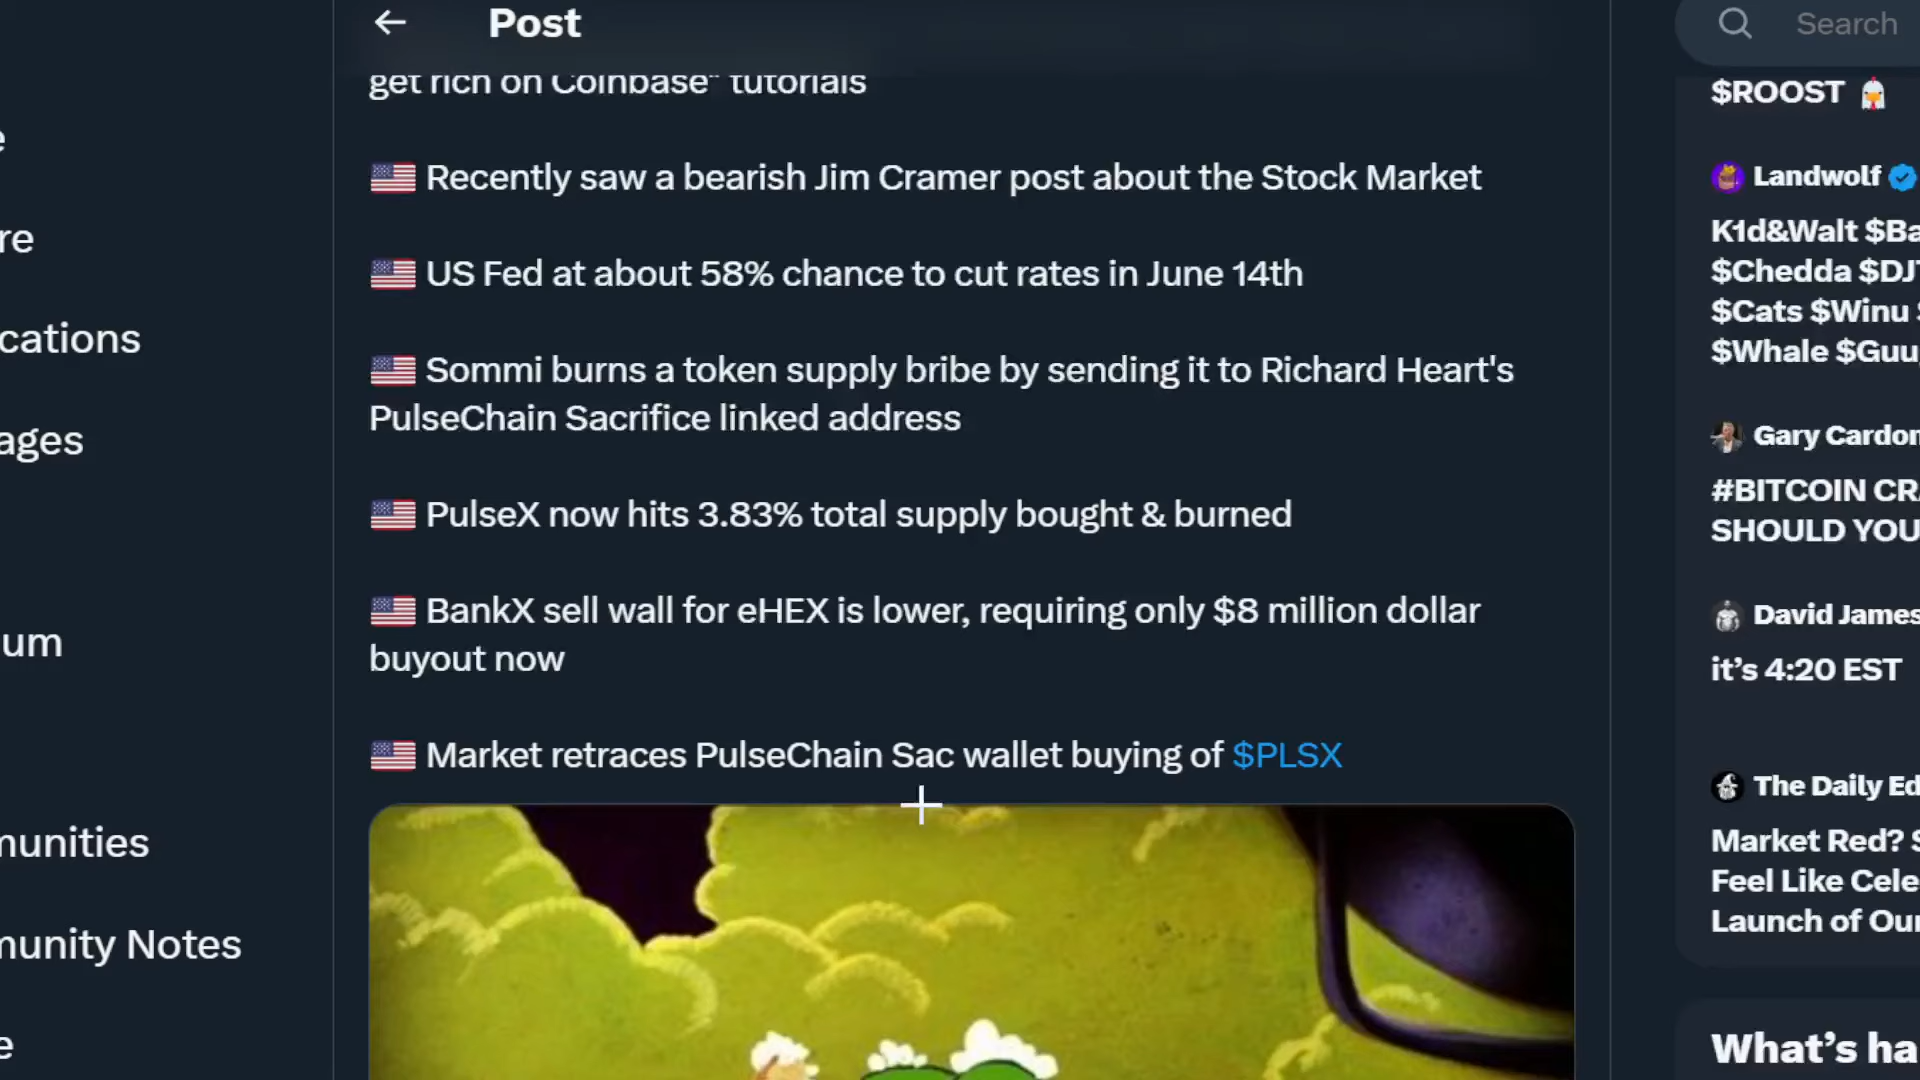 Post
get rich on Coinbase" tutorials
Recently saw a bearish Jim Cramer post about the Stock Market
US Fed at about 58% chance to cut rates in June 14th
Sommi burns a token supply bribe by sending it to Richard Heart's
PulseChain Sacrifice linked address
PulseX now hits 3.83% total supply bought & burned
BankX sell wall for eHEX is lower, requiring only $8 million dollar
buyout now
Market retraces PulseChain Sac wallet buying of $PLSX
e
re
cations
ages
um
munities
munity Notes
e
Search
$ROOST
Landwolf
K1d&Walt $Ba
$Chedda $DJT
$Cats $Winu
$Whale $Guu
Gary Cardon
#BITCOIN CR
SHOULD YOU
David James
it's 4:20 EST
The Daily Ed
Market Red? S
Feel Like Cele
Launch of Our
What's ha